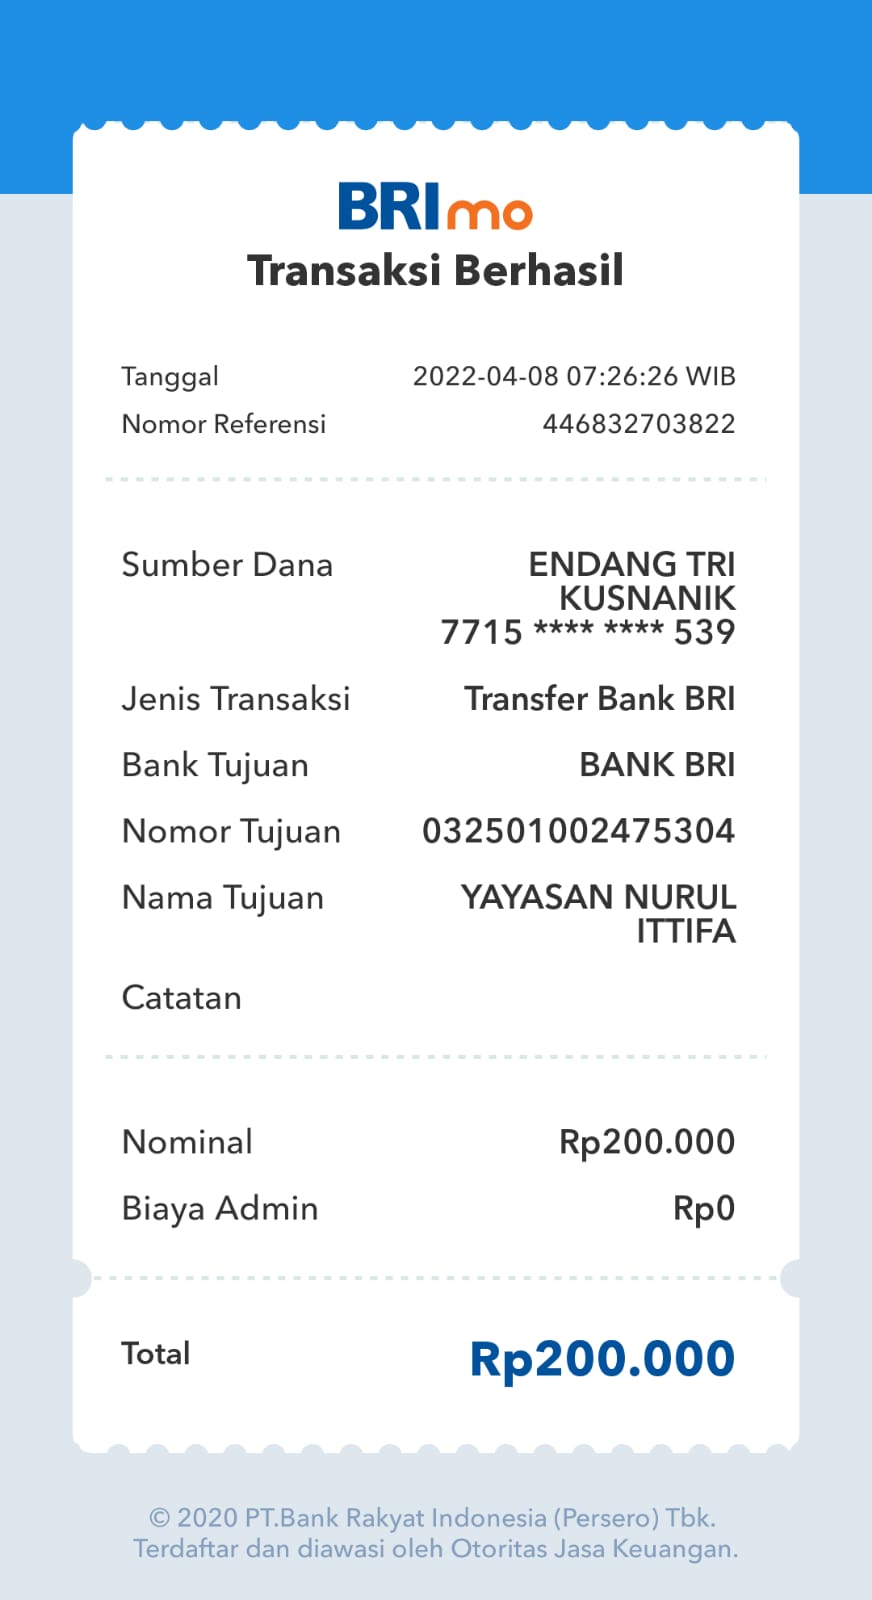 BRImo
Transaksi Berhasil
Tanggal 2022-04-08 07:26:26 WIB
Nomor Referensi 446832703822
Sumber Dana ENDANG TRI
KUSNANIK
7715 **** **** 539
Jenis Transaksi Transfer Bank BRI
Bank Tujuan BANK BRI
Nomor Tujuan 032501002475304
Nama Tujuan YAYASAN NURUL
ITTIFA
Catatan
Nominal Rp200.000
Biaya Admin Rp0
Total Rp200.000
© 2020 PT.Bank Rakyat Indonesia (Persero) Tbk.
Terdaftar dan diawasi oleh Otoritas Jasa Keuangan.